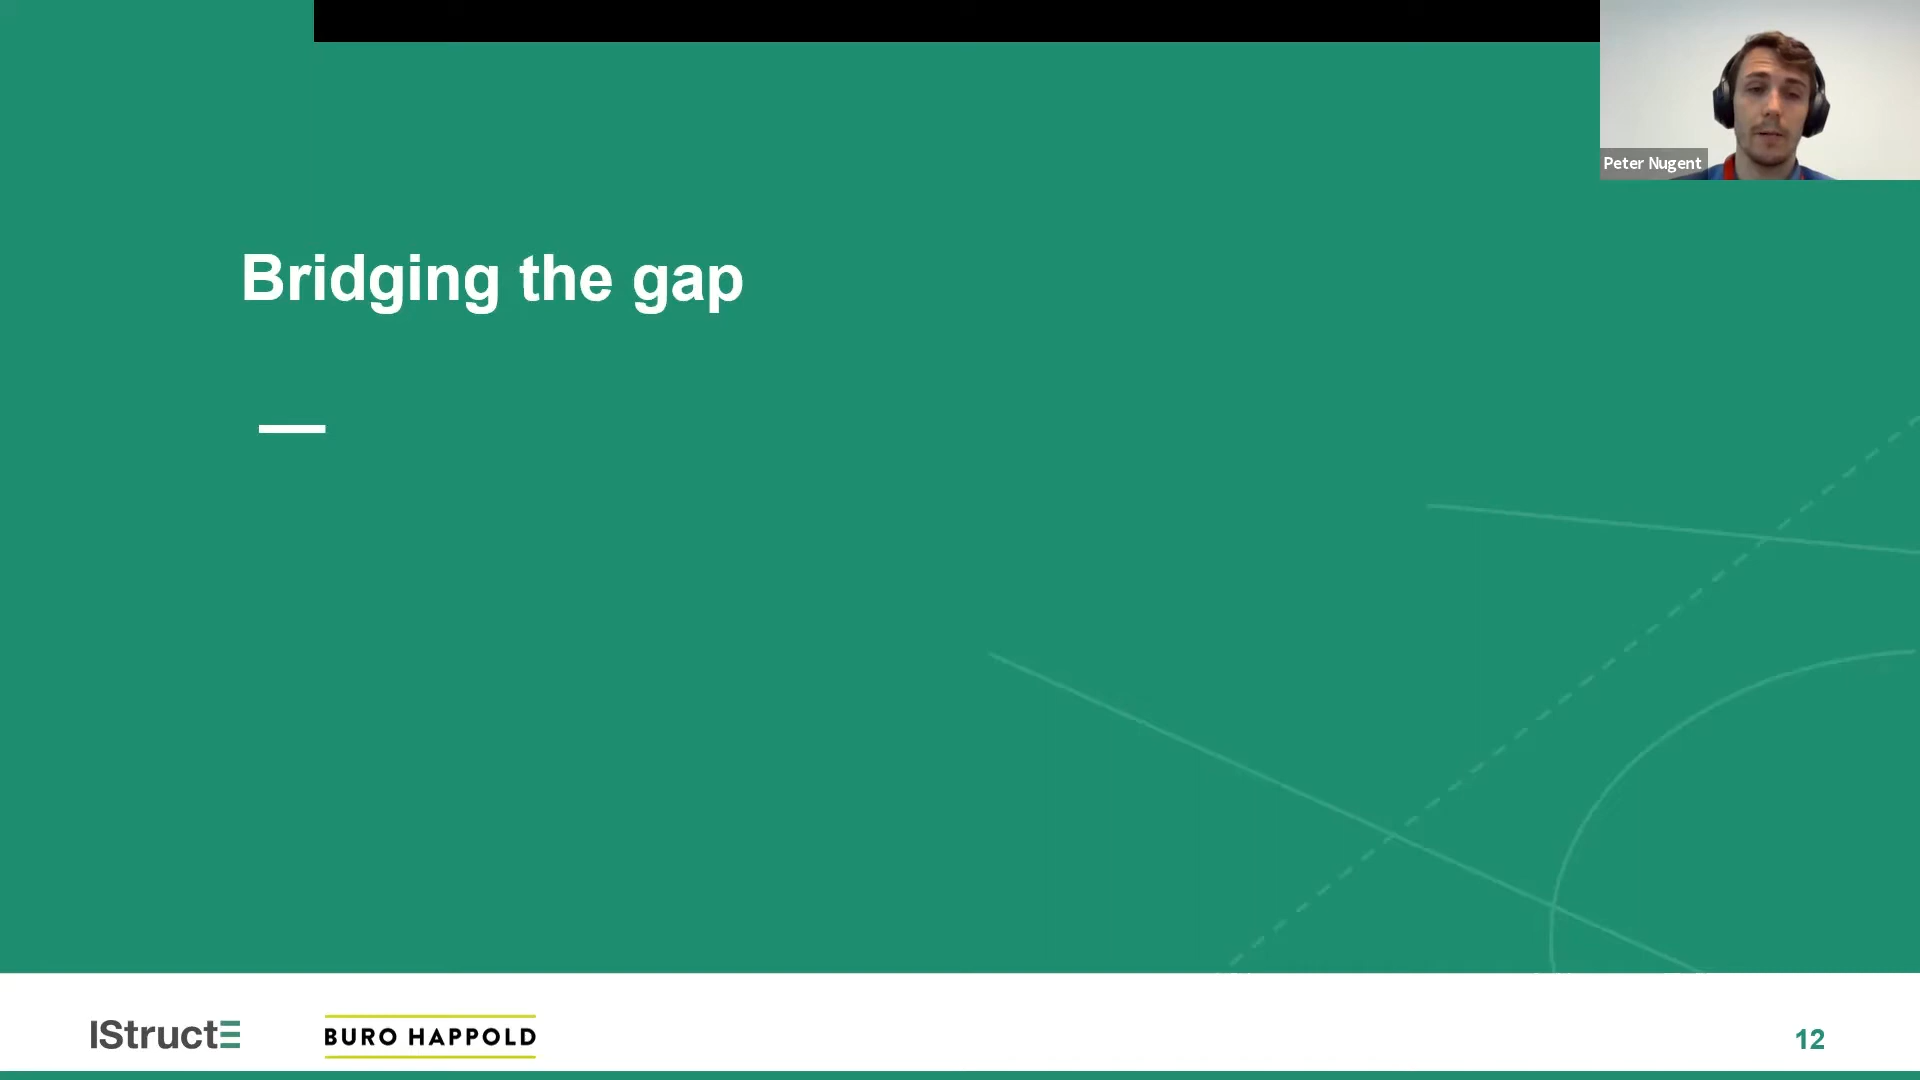 Peter Nugent
Bridging the gap
IStructE
BURO HAPPOLD
12